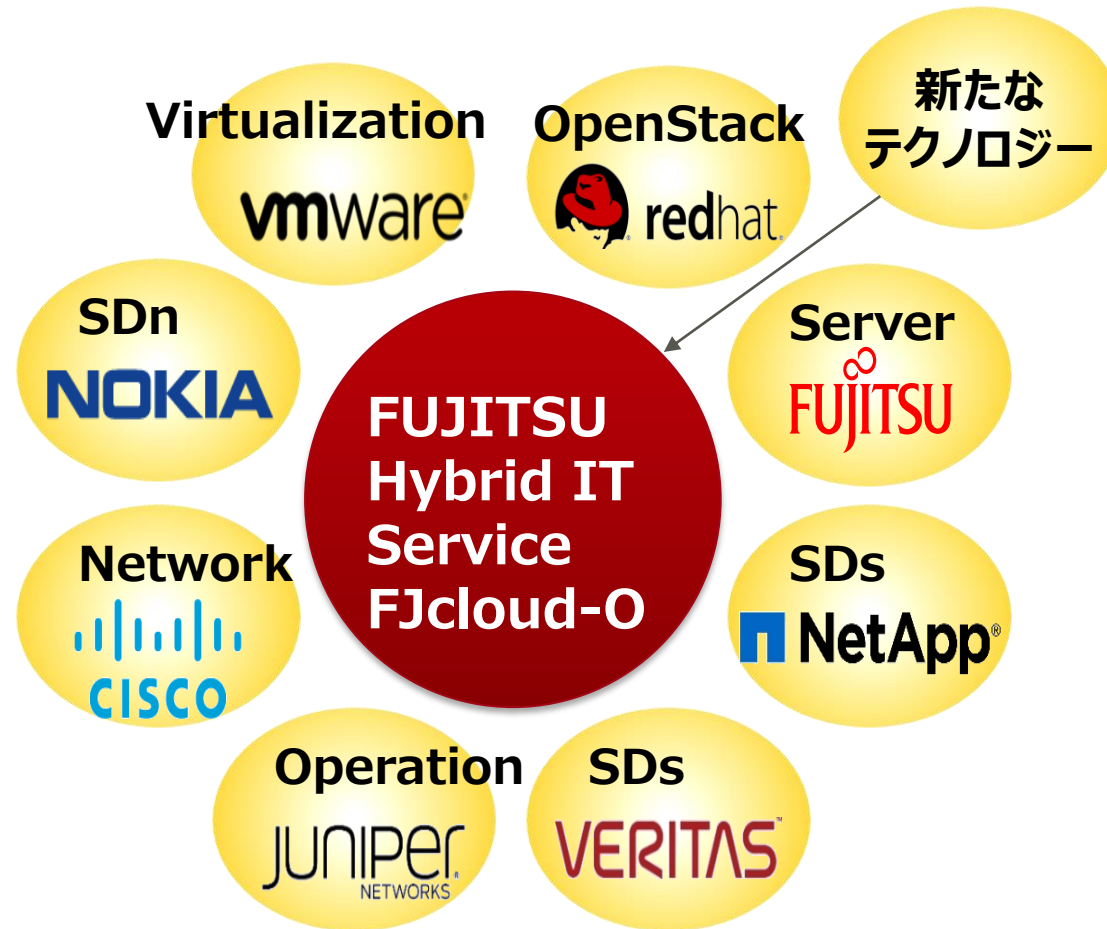 Virtualization
vmware
OpenStack
redhat.
新たな
テクノロジー
SDn
NOKIA
Server
FUJITSU
FUJITSU
Hybrid IT
Service
FJcloud-O
Network
CISCO
SDs
NetApp®
Operation
JUNIPER
NETWORKS
SDs
VERITAS™